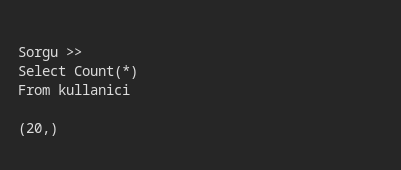 Sorgu >>
Select Count(*)
From kullanici
(20,)